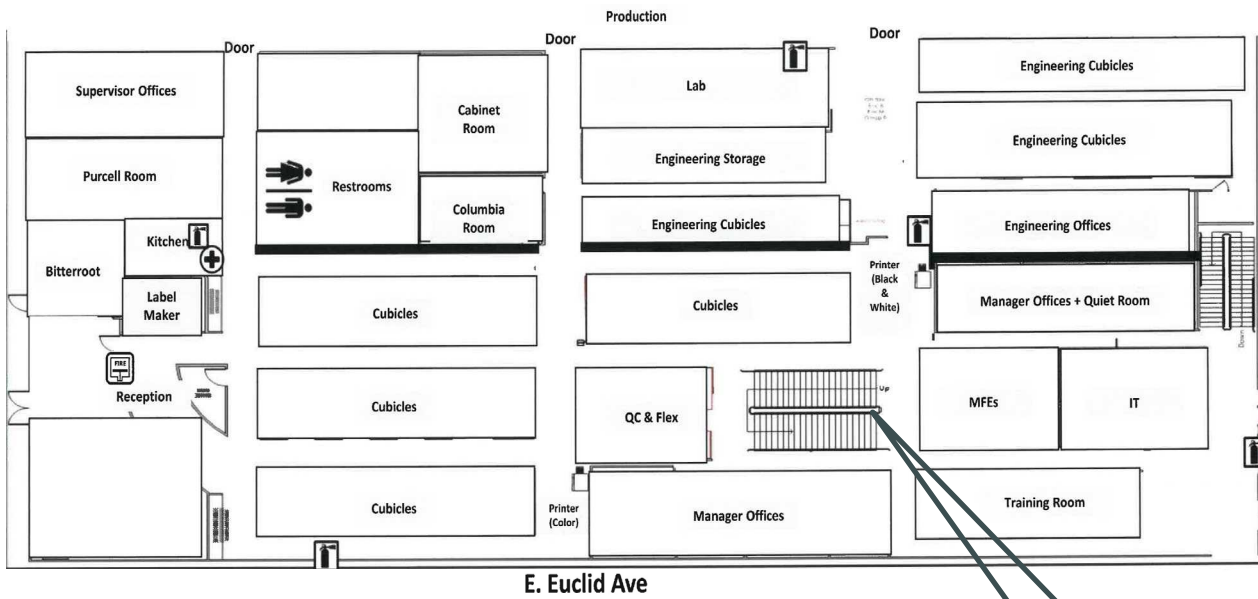 Production
Door
Door
Door
Supervisor Offices
Cabinet
Room
Lab
Engineering Cubicles
Purcell Room
Restrooms
Engineering Storage
Engineering Cubicles
Columbia
Room
Engineering Cubicles
Engineering Offices
Kitchen
Bitterroot
Label
Maker
Cubicles
Cubicles
Printer
(Black
&
White)
Manager Offices + Quiet Room
Down
FIRE
Reception
Cubicles
QC & Flex
Up
MFEs
IT
Cubicles
Printer
(Color)
Manager Offices
Training Room
E. Euclid Ave